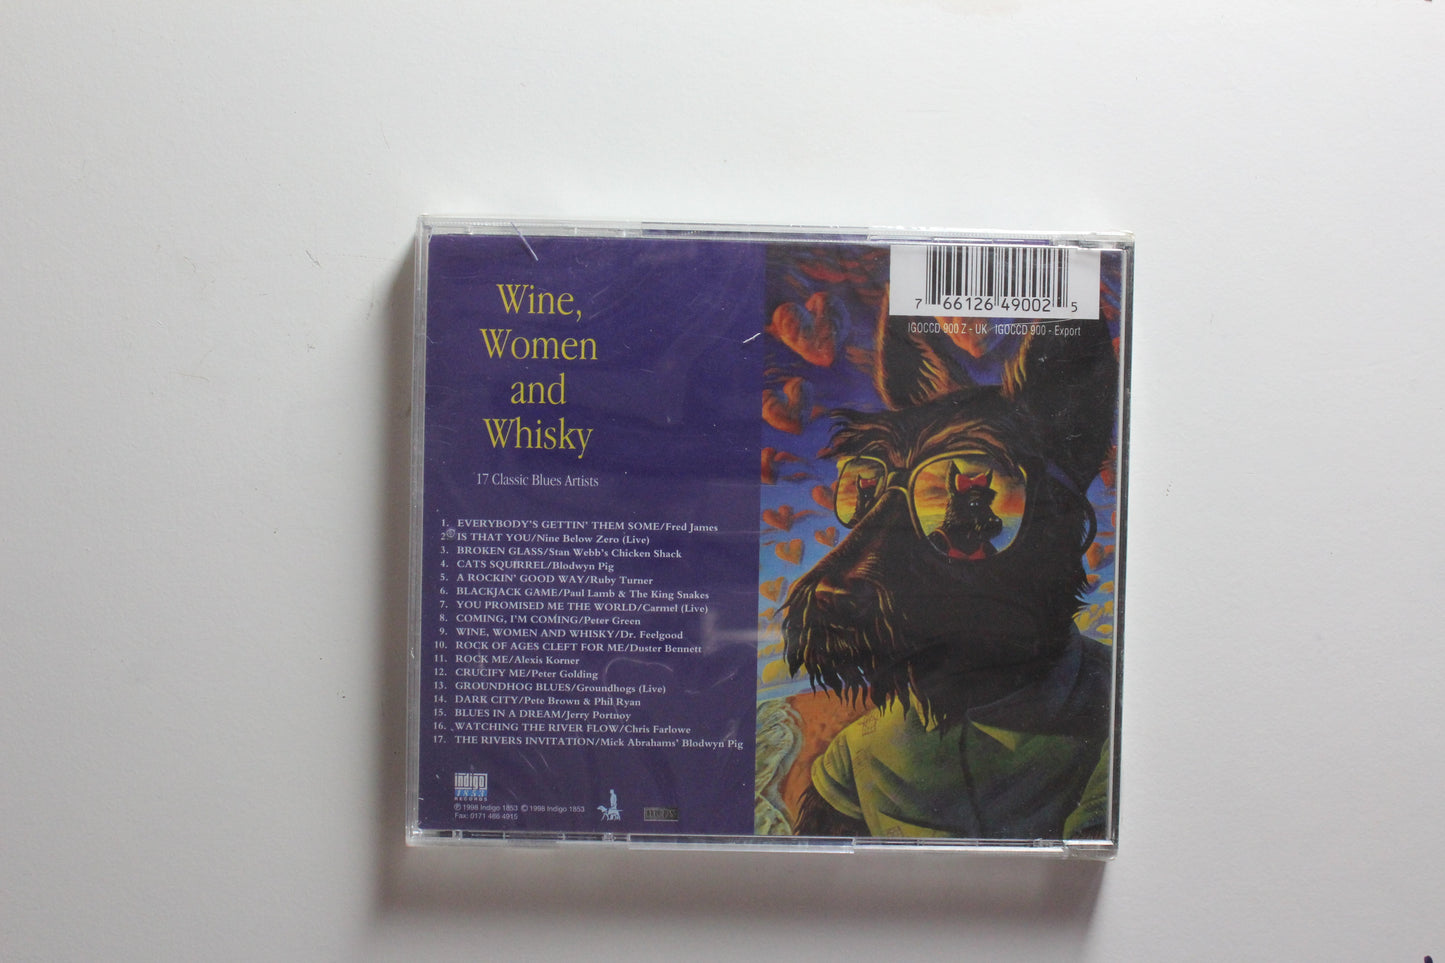 Wine,
Women
and
Whisky
17 Classic Blues Artists
7 66126 49002 5
IGOCCD 900 Z - UK IGOCCD 900 - Export
1. EVERYBODY'S GETTIN' THEM SOME/Fred James
2. IS THAT YOU/Nine Below Zero (Live)
3. BROKEN GLASS/Stan Webb's Chicken Shack
4. CATS SQUIRREL/Blodwyn Pig
5. A ROCKIN' GOOD WAY/Ruby Turner
6. BLACKJACK GAME/Paul Lamb & The King Snakes
7. YOU PROMISED ME THE WORLD/Carmel (Live)
8. COMING, I'M COMING/Peter Green
9. WINE, WOMEN AND WHISKY/Dr. Feelgood
10. ROCK OF AGES CLEFT FOR ME/Duster Bennett
11. ROCK ME/Alexis Korner
12. CRUCIFY ME/Peter Golding
13. GROUNDHOG BLUES/Groundhogs (Live)
14. DARK CITY/Pete Brown & Phil Ryan
15. BLUES IN A DREAM/Jerry Portnoy
16. WATCHING THE RIVER FLOW/Chris Farlowe
17. THE RIVERS INVITATION/Mick Abrahams' Blodwyn Pig
indigo
1853
RECORDS
℗ 1998 Indigo 1853 © 1998 Indigo 1853
Fax: 0171 486 4915